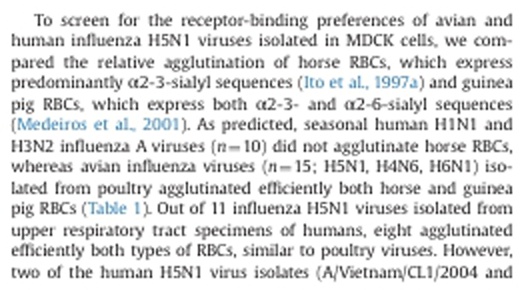 To screen for the receptor-binding preferences of avian and
human influenza H5N1 viruses isolated in MDCK cells, we com-
pared the relative agglutination of horse RBCs, which express
predominantly α2-3-sialyl sequences (Ito et al., 1997a) and guinea
pig RBCs, which express both α2-3- and α2-6-sialyl sequences
(Medeiros et al., 2001). As predicted, seasonal human H1N1 and
H3N2 influenza A viruses (n=10) did not agglutinate horse RBCs,
whereas avian influenza viruses (n=15; H5N1, H4N6, H6N1) iso-
lated from poultry agglutinated efficiently both horse and guinea
pig RBCs (Table 1). Out of 11 influenza H5N1 viruses isolated from
upper respiratory tract specimens of humans, eight agglutinated
efficiently both types of RBCs, similar to poultry viruses. However,
two of the human H5N1 virus isolates (A/Vietnam/CL1/2004 and